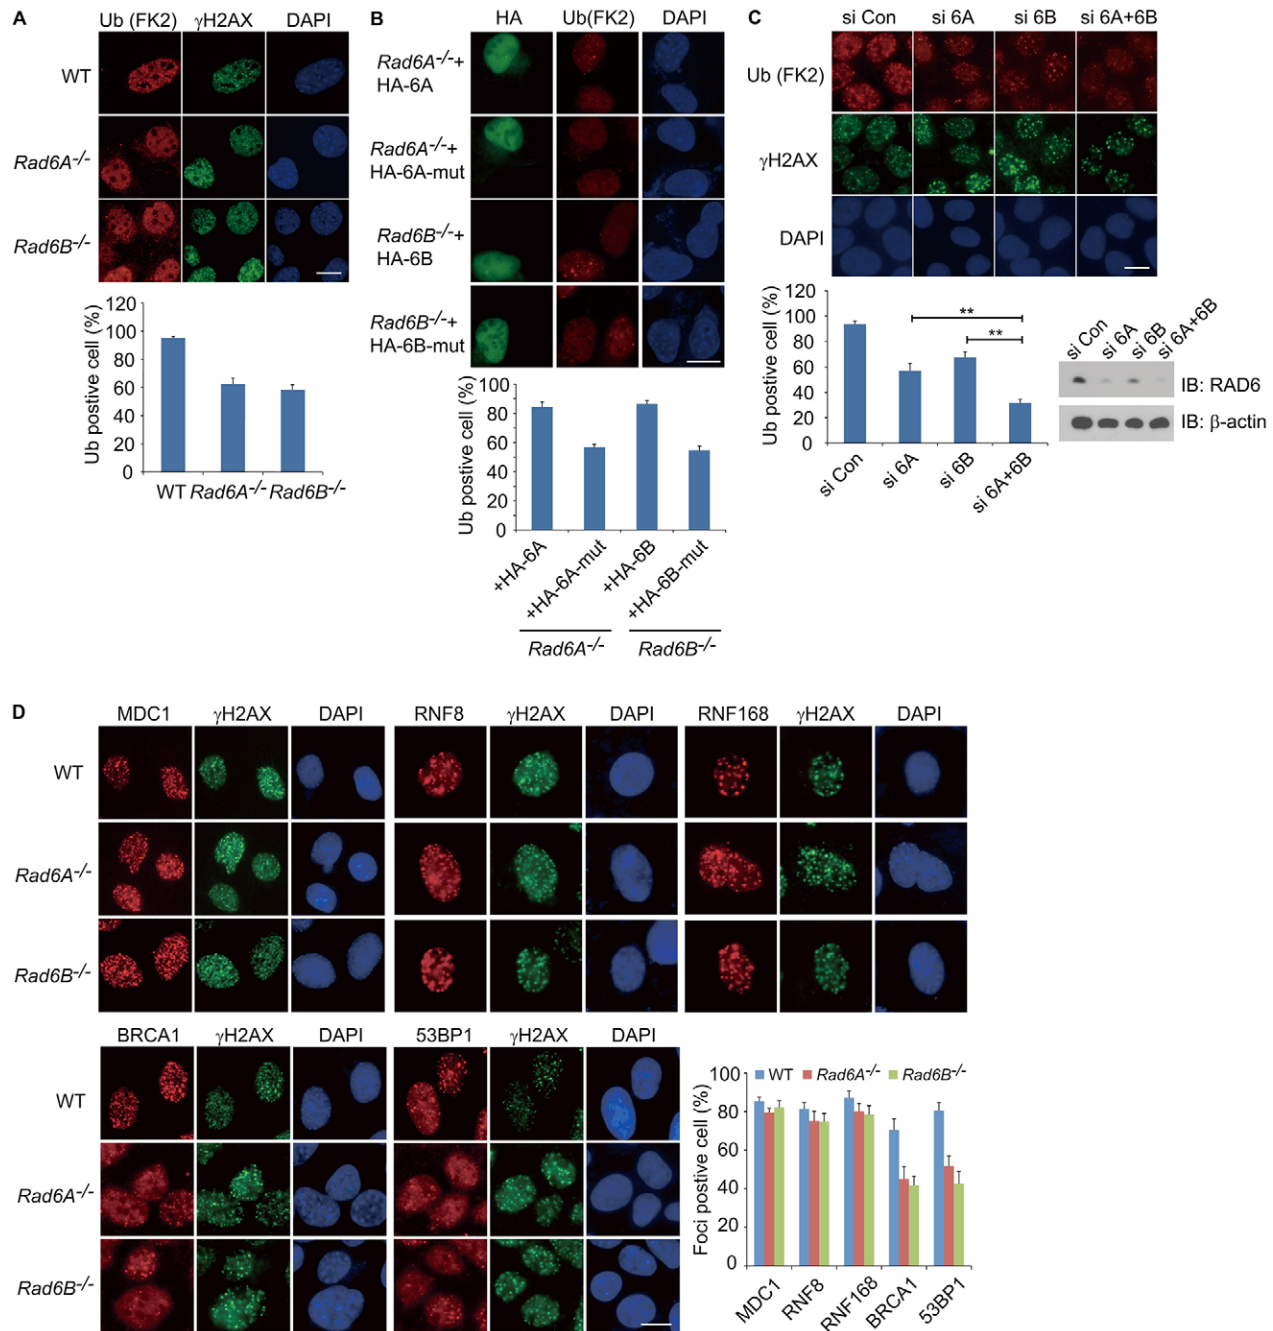 A
Ub (FK2) γH2AX DAPI
WT
Rad6A-/-
Rad6B-/-
Ub postive cell (%)
120
100
80
60
40
20
0
WT Rad6A-/- Rad6B-/-
B
HA Ub(FK2) DAPI
Rad6A-/-+
HA-6A
Rad6A-/-+
HA-6A-mut
Rad6B-/-+
HA-6B
Rad6B-/-+
HA-6B-mut
Ub postive cell (%)
100
80
60
40
20
0
+HA-6A
+HA-6A-mut
+HA-6B
+HA-6B-mut
Rad6A-/- Rad6B-/-
C
si Con si 6A si 6B si 6A+6B
Ub (FK2)
γH2AX
DAPI
Ub postive cell (%)
120
100
80
60
40
20
0
**
**
si Con
si 6A
si 6B
si 6A+6B
si Con
si 6A
si 6B
si 6A+6B
IB: RAD6
IB: β-actin
D
MDC1 γH2AX DAPI RNF8 γH2AX DAPI RNF168 γH2AX DAPI
WT
Rad6A-/-
Rad6B-/-
BRCA1 γH2AX DAPI 53BP1 γH2AX DAPI
WT
Rad6A-/-
Rad6B-/-
WT Rad6A-/- Rad6B-/-
Foci postive cell (%)
100
80
60
40
20
0
MDC1
RNF8
RNF168
BRCA1
53BP1